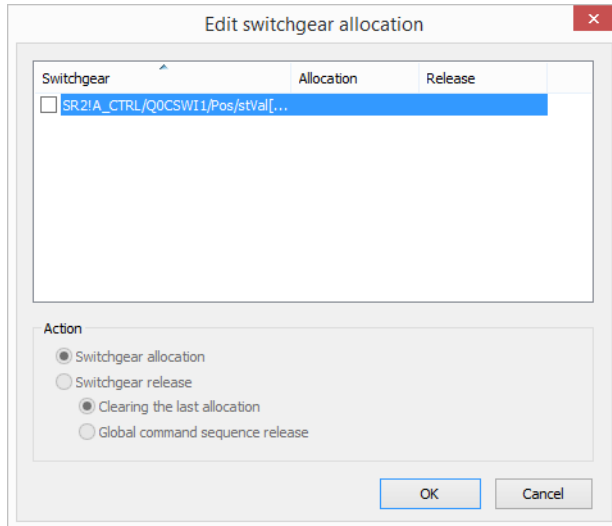 Edit switchgear allocation
Switchgear Allocation Release
SR2!A_CTRL/Q0CSWI1/Pos/stVal[...
Action
Switchgear allocation
Switchgear release
Clearing the last allocation
Global command sequence release
OK Cancel